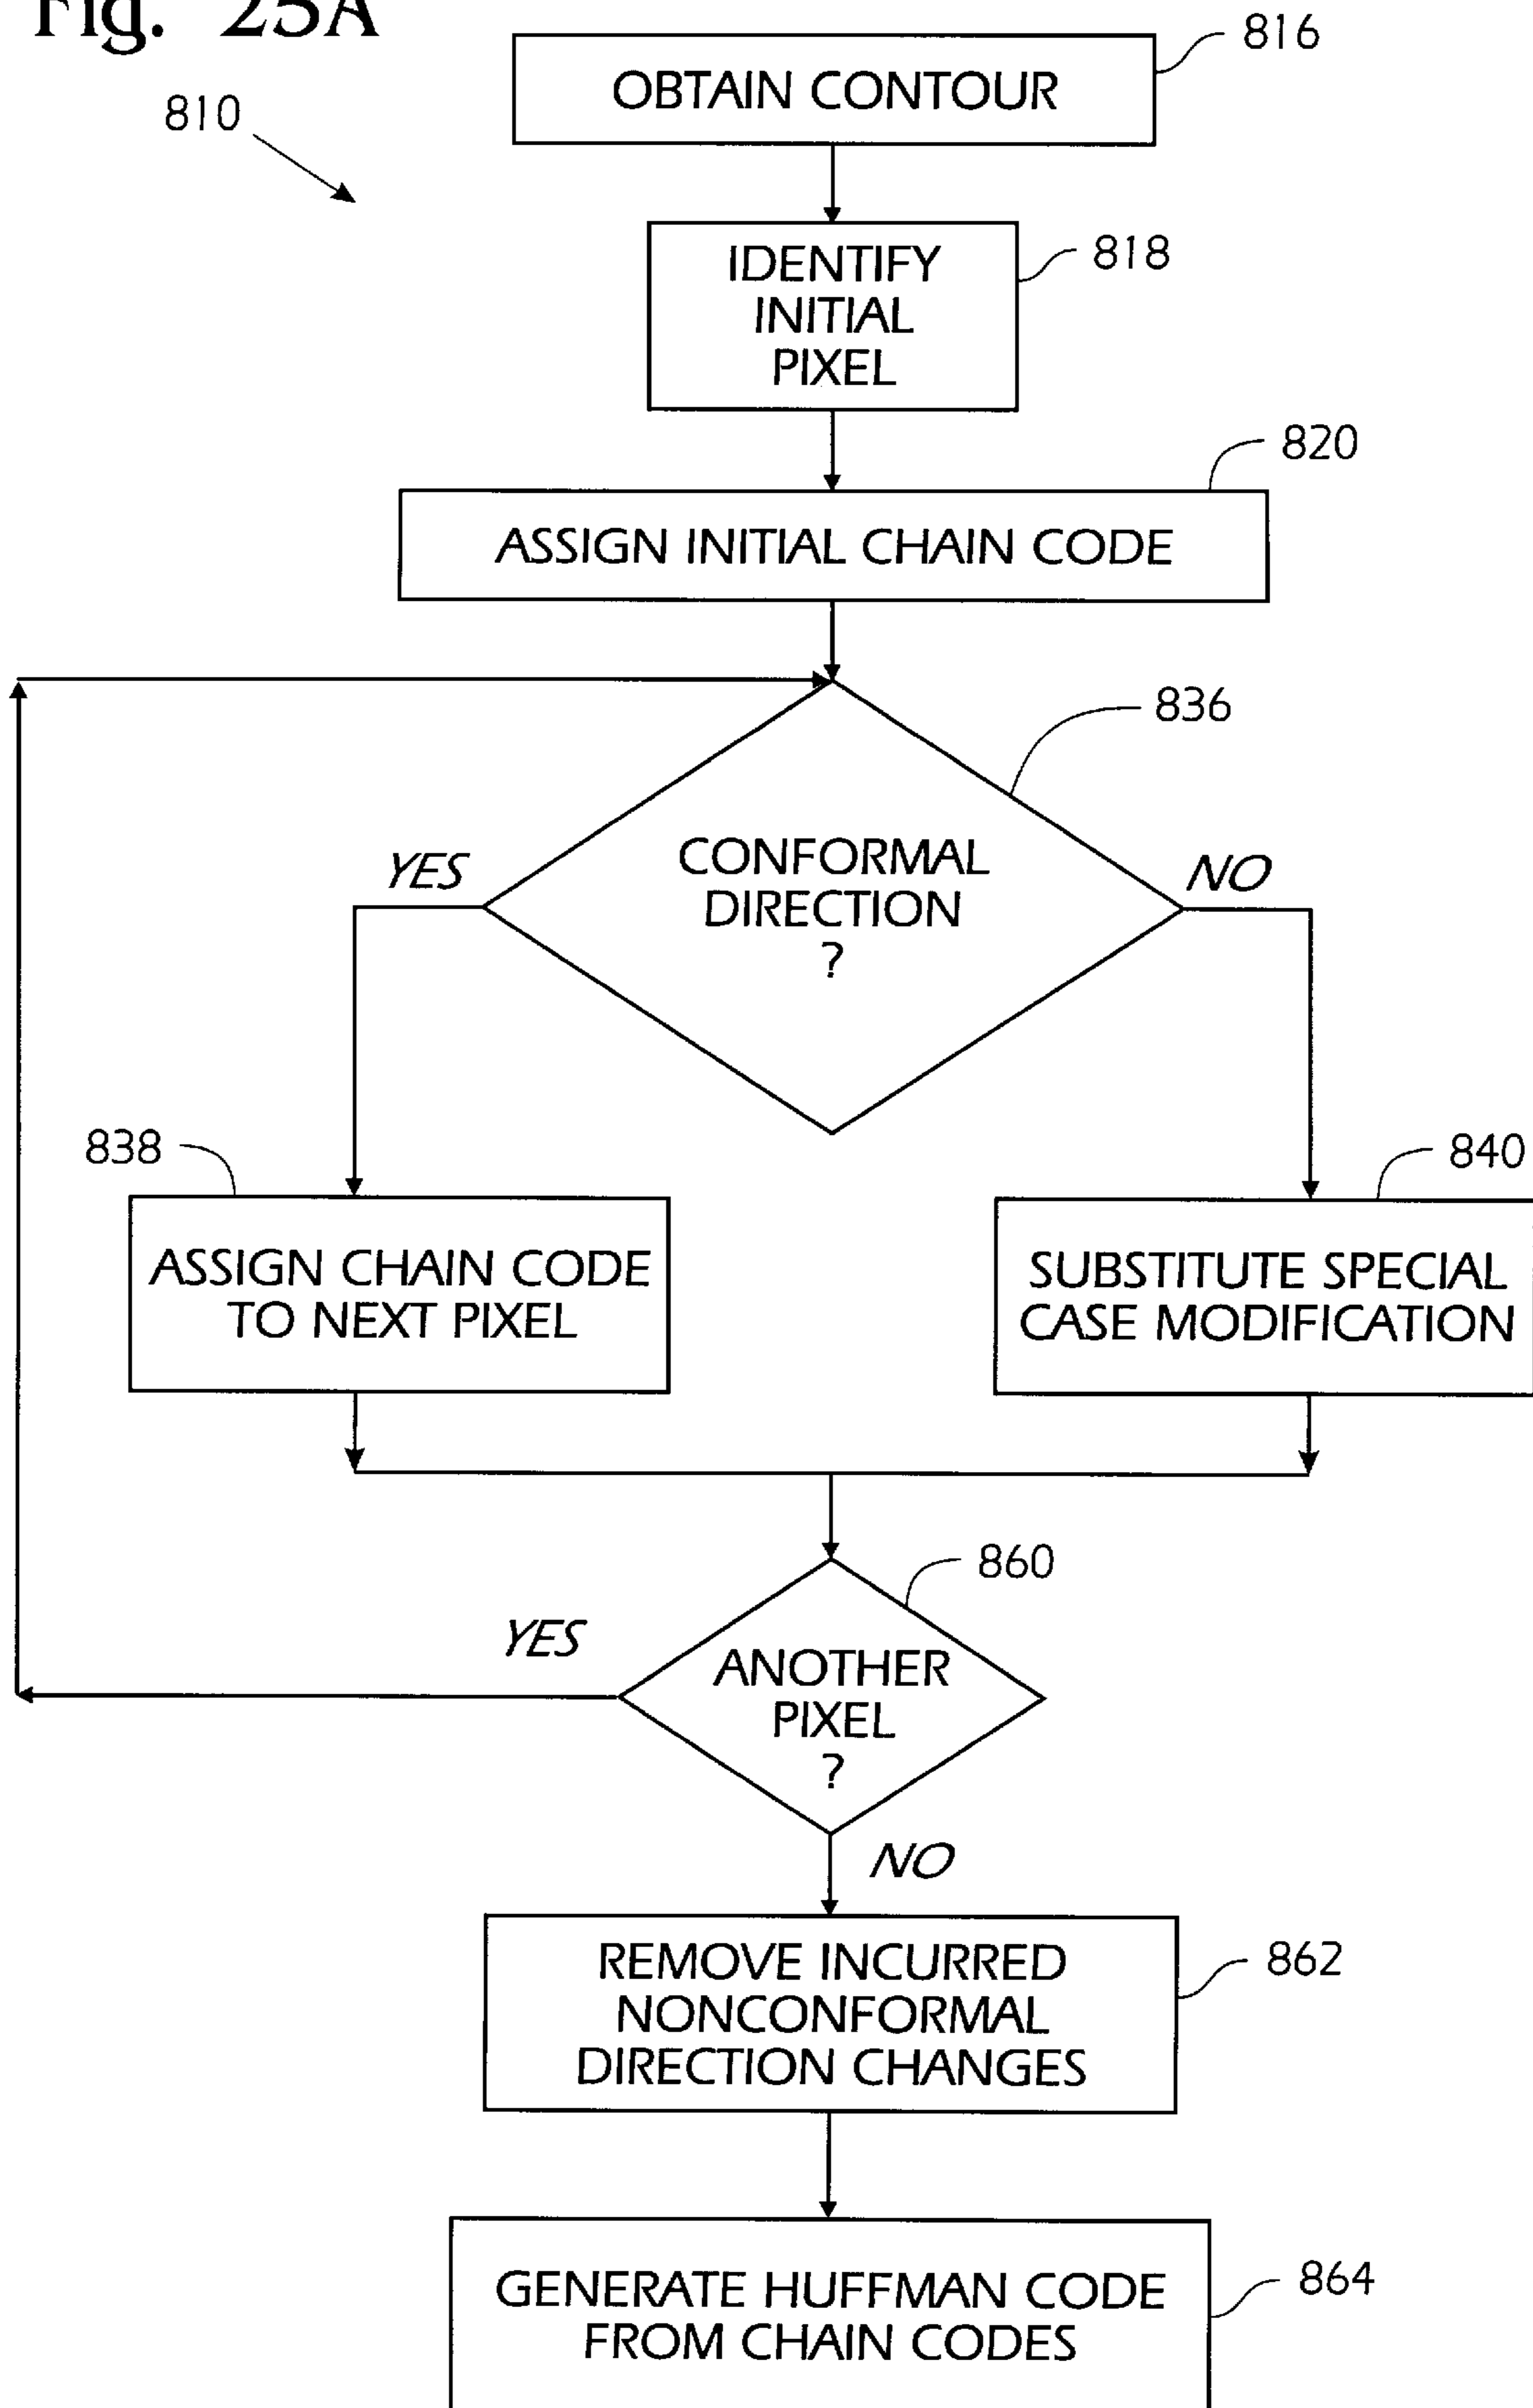 Fig. 25A
816
OBTAIN CONTOUR
810
818
IDENTIFY
INITIAL
PIXEL
820
ASSIGN INITIAL CHAIN CODE
836
CONFORMAL
DIRECTION
?
YES
NO
838
840
ASSIGN CHAIN CODE
TO NEXT PIXEL
SUBSTITUTE SPECIAL
CASE MODIFICATION
860
YES
ANOTHER
PIXEL
?
NO
862
REMOVE INCURRED
NONCONFORMAL
DIRECTION CHANGES
864
GENERATE HUFFMAN CODE
FROM CHAIN CODES